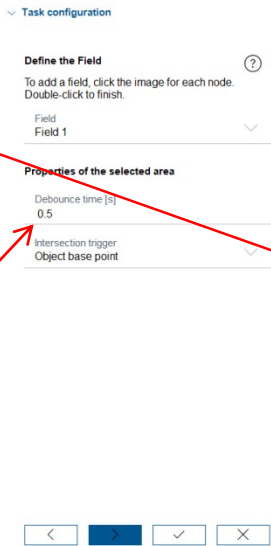 Task configuration
Define the Field
To add a field, click the image for each node.
Double-click to finish.
Field
Field 1
Properties of the selected area
Debounce time [s]
0.5
Intersection trigger
Object base point